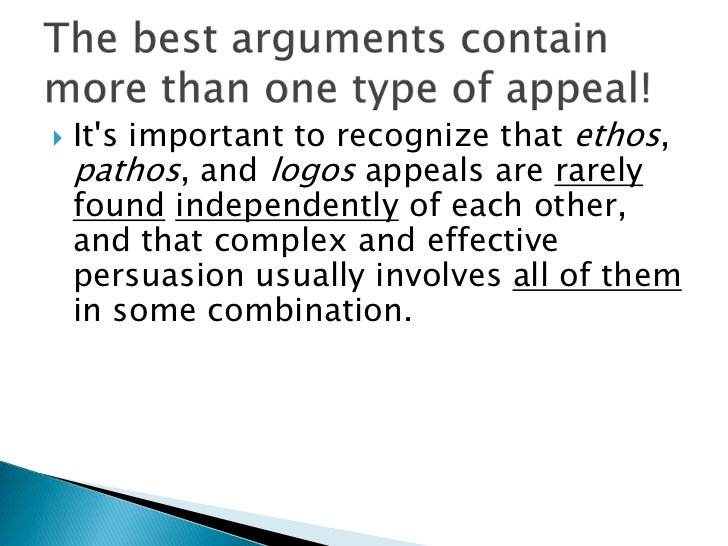 The best arguments contain
more than one type of appeal!
It's important to recognize that ethos,
pathos, and logos appeals are rarely
found independently of each other,
and that complex and effective
persuasion usually involves all of them
in some combination.